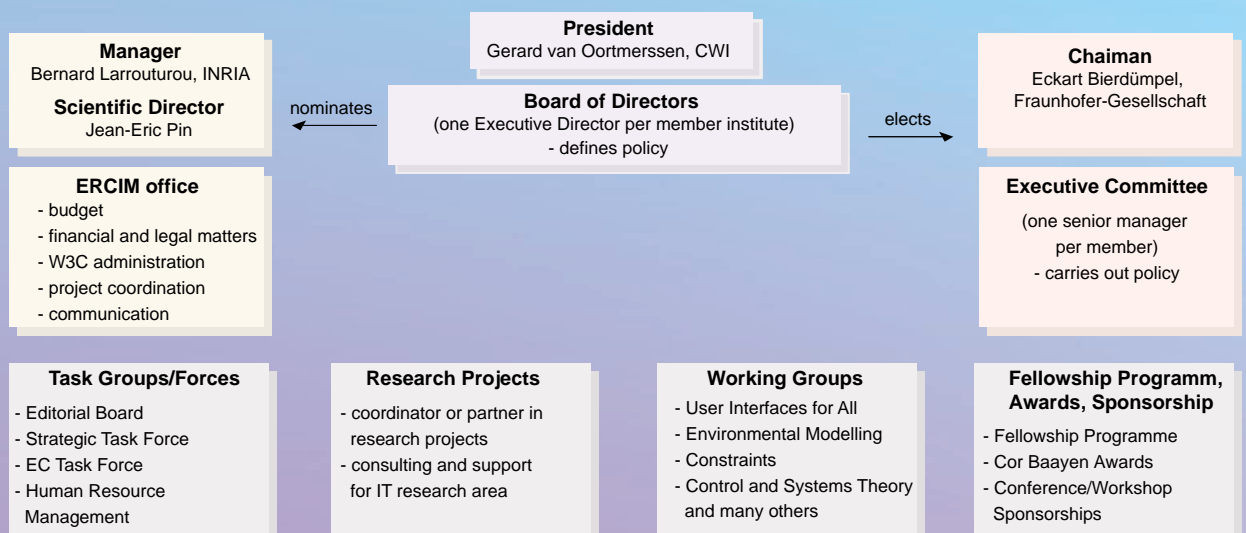 President
Gerard van Oortmerssen, CWI
Manager
Bernard Larrouturou, INRIA
Scientific Director
Jean-Eric Pin
nominates
Board of Directors
(one Executive Director per member institute)
- defines policy
elects
Chaiman
Eckart Bierdümpel,
Fraunhofer-Gesellschaft
ERCIM office
- budget
- financial and legal matters
- W3C administration
- project coordination
- communication
Executive Committee
(one senior manager
per member)
- carries out policy
Task Groups/Forces
- Editorial Board
- Strategic Task Force
- EC Task Force
- Human Resource
Management
Research Projects
- coordinator or partner in
research projects
- consulting and support
for IT research area
Working Groups
- User Interfaces for All
- Environmental Modelling
- Constraints
- Control and Systems Theory
and many others
Fellowship Programm,
Awards, Sponsorship
- Fellowship Programme
- Cor Baayen Awards
- Conference/Workshop
Sponsorships